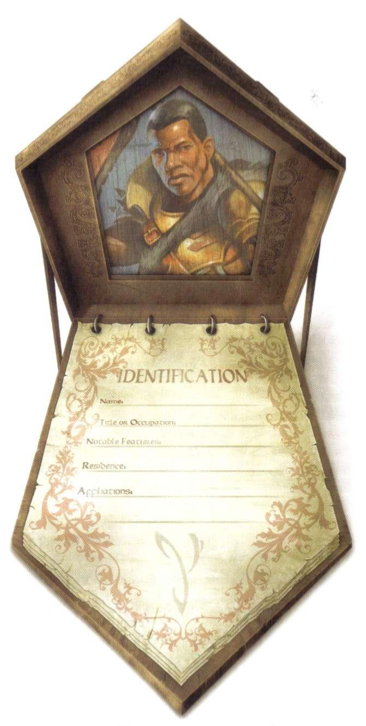 IDENTIFICATION
Name:
Title or Occupation:
Notable Features:
Residence:
Affiliations: